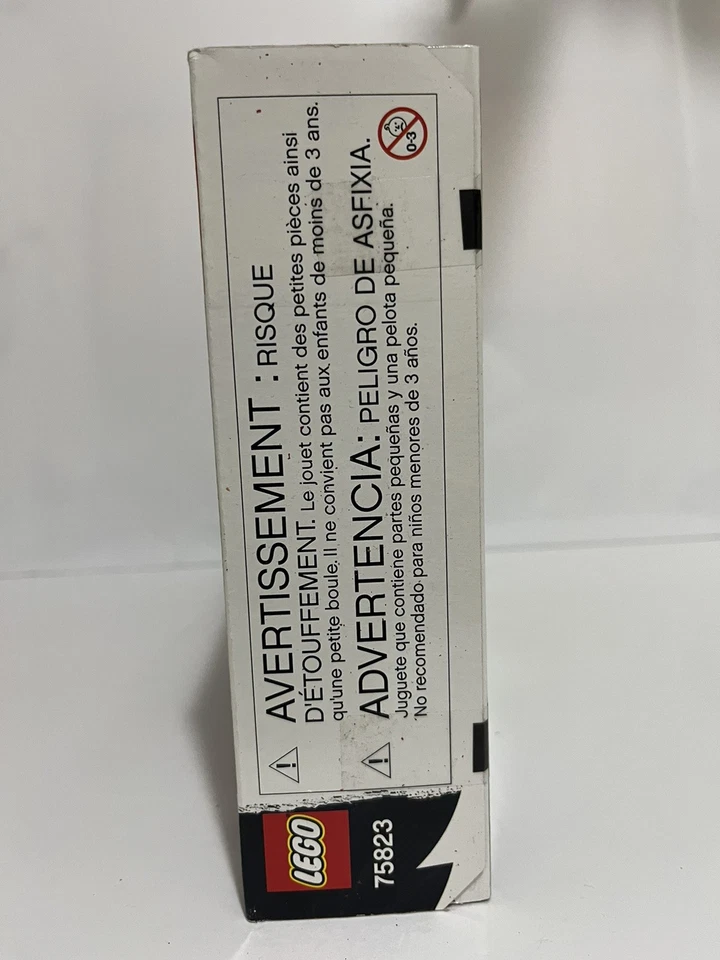 ⚠ AVERTISSEMENT : RISQUE
D'ÉTOUFFEMENT. Le jouet contient des petites pièces ainsi
qu'une petite boule. Il ne convient pas aux enfants de moins de 3 ans.
⚠ ADVERTENCIA: PELIGRO DE ASFIXIA.
Juguete que contiene partes pequeñas y una pelota pequeña.
No recomendado para niños menores de 3 años.
0-3
LEGO
75823